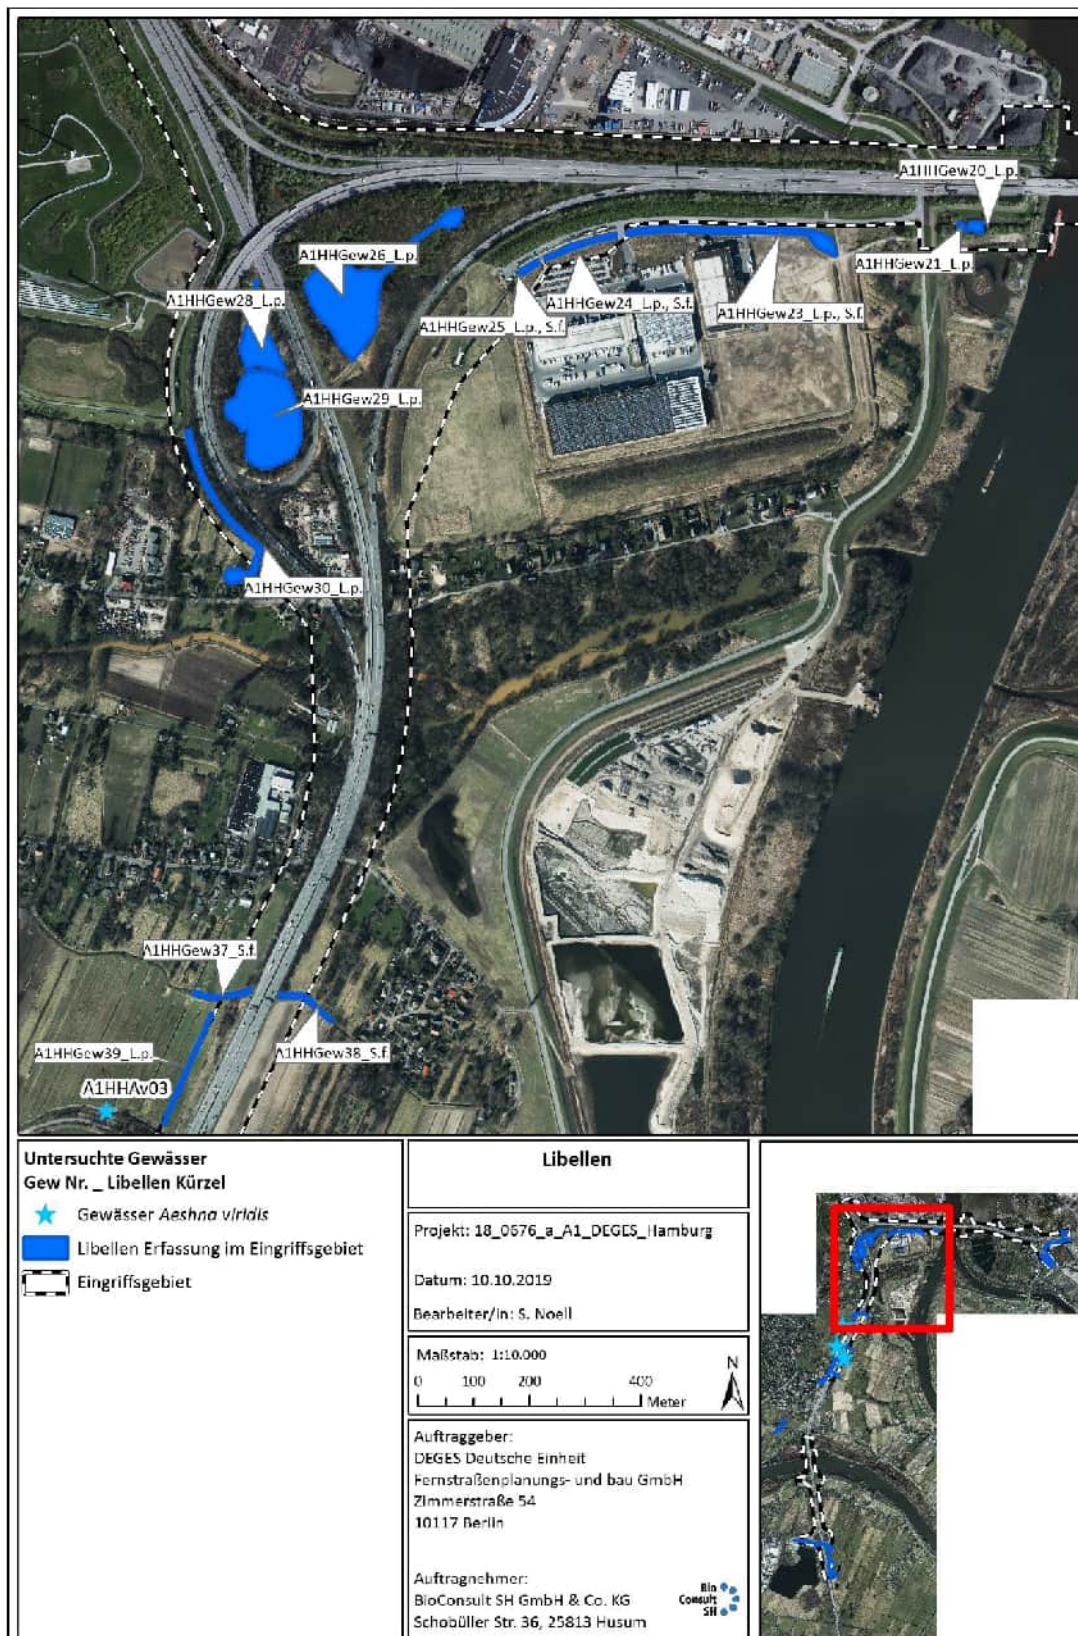 A1HHGew20_L.p.
A1HHGew26_L.p.
A1HHGew21_L.p.
A1HHGew28_L.p.
A1HHGew24_L.p., S.f.
A1HHGew23_L.p., S.f.
A1HHGew25_L.p., S.f.
A1HHGew29_L.p.
A1HHGew30_L.p.
A1HHGew37_S.f.
A1HHGew39_L.p.
A1HHGew38_S.f.
A1HHAv03
Untersuchte Gewässer
Gew Nr. _ Libellen Kürzel
Gewässer Aeshna viridis
Libellen Erfassung im Eingriffsgebiet
Eingriffsgebiet
Libellen
Projekt: 18_0676_a_A1_DEGES_Hamburg
Datum: 10.10.2019
Bearbeiter/in: S. Noell
Maßstab: 1:10.000
0 100 200 400
Meter
N
Auftraggeber:
DEGES Deutsche Einheit
Fernstraßenplanungs- und bau GmbH
Zimmerstraße 54
10117 Berlin
Auftragnehmer:
BioConsult SH GmbH & Co. KG
Schobüller Str. 36, 25813 Husum
Bio
Consult
SH